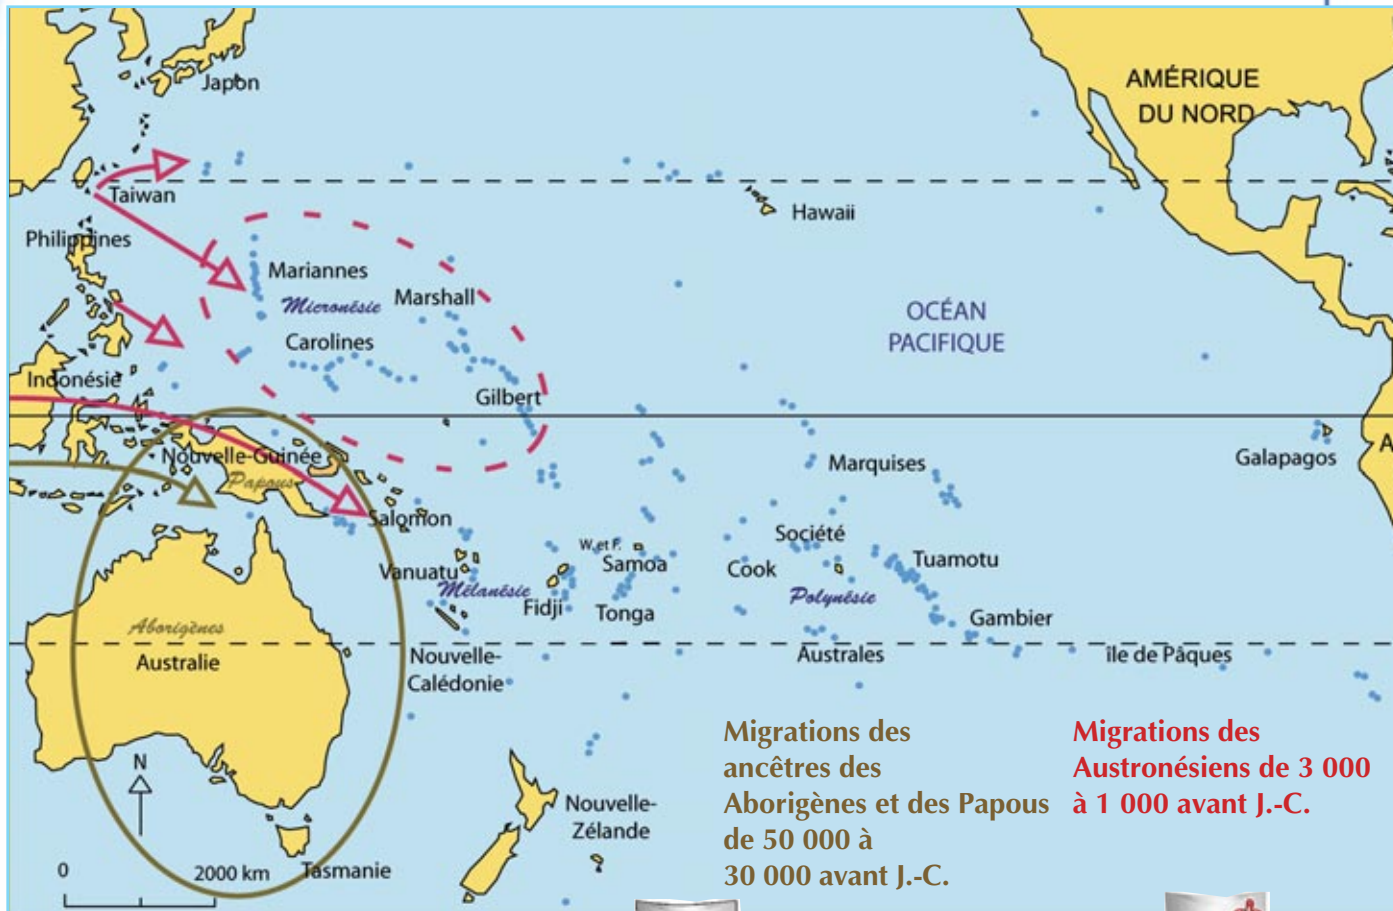 Japon
AMÉRIQUE
DU NORD
Taiwan
Hawaii
Philippines
Mariannes
Micronésie
Marshall
OCÉAN
PACIFIQUE
Carolines
Indonésie
Gilbert
Nouvelle-Guinée
Papous
Marquises
Galapagos
A
Salomon
Société
W. et F.
Samoa
Cook
Tuamotu
Vanuatu
Mélanésie
Fidji
Tonga
Polynésie
Gambier
Aborigènes
Australie
Nouvelle-
Calédonie
Australes
île de Pâques
Migrations des
ancêtres des
Aborigènes et des Papous
de 50 000 à
30 000 avant J.-C.
Migrations des
Austronésiens de 3 000
à 1 000 avant J.-C.
N
Nouvelle-
Zélande
0
2000 km
Tasmanie